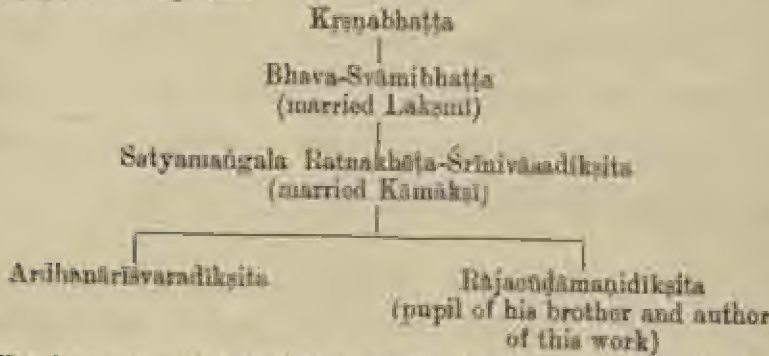 Kṛṣṇabhaṭṭa
Bhava-Svāmibhaṭṭa
(married Lakṣmī)
Satyamaṅgala Ratnakhēṭa-Śrīnivāsadīkṣita
(married Kāmākṣī)
Ardhanārīśvaradīkṣita
Rājacūḍāmaṇidīkṣita
(pupil of his brother and author
of this work)